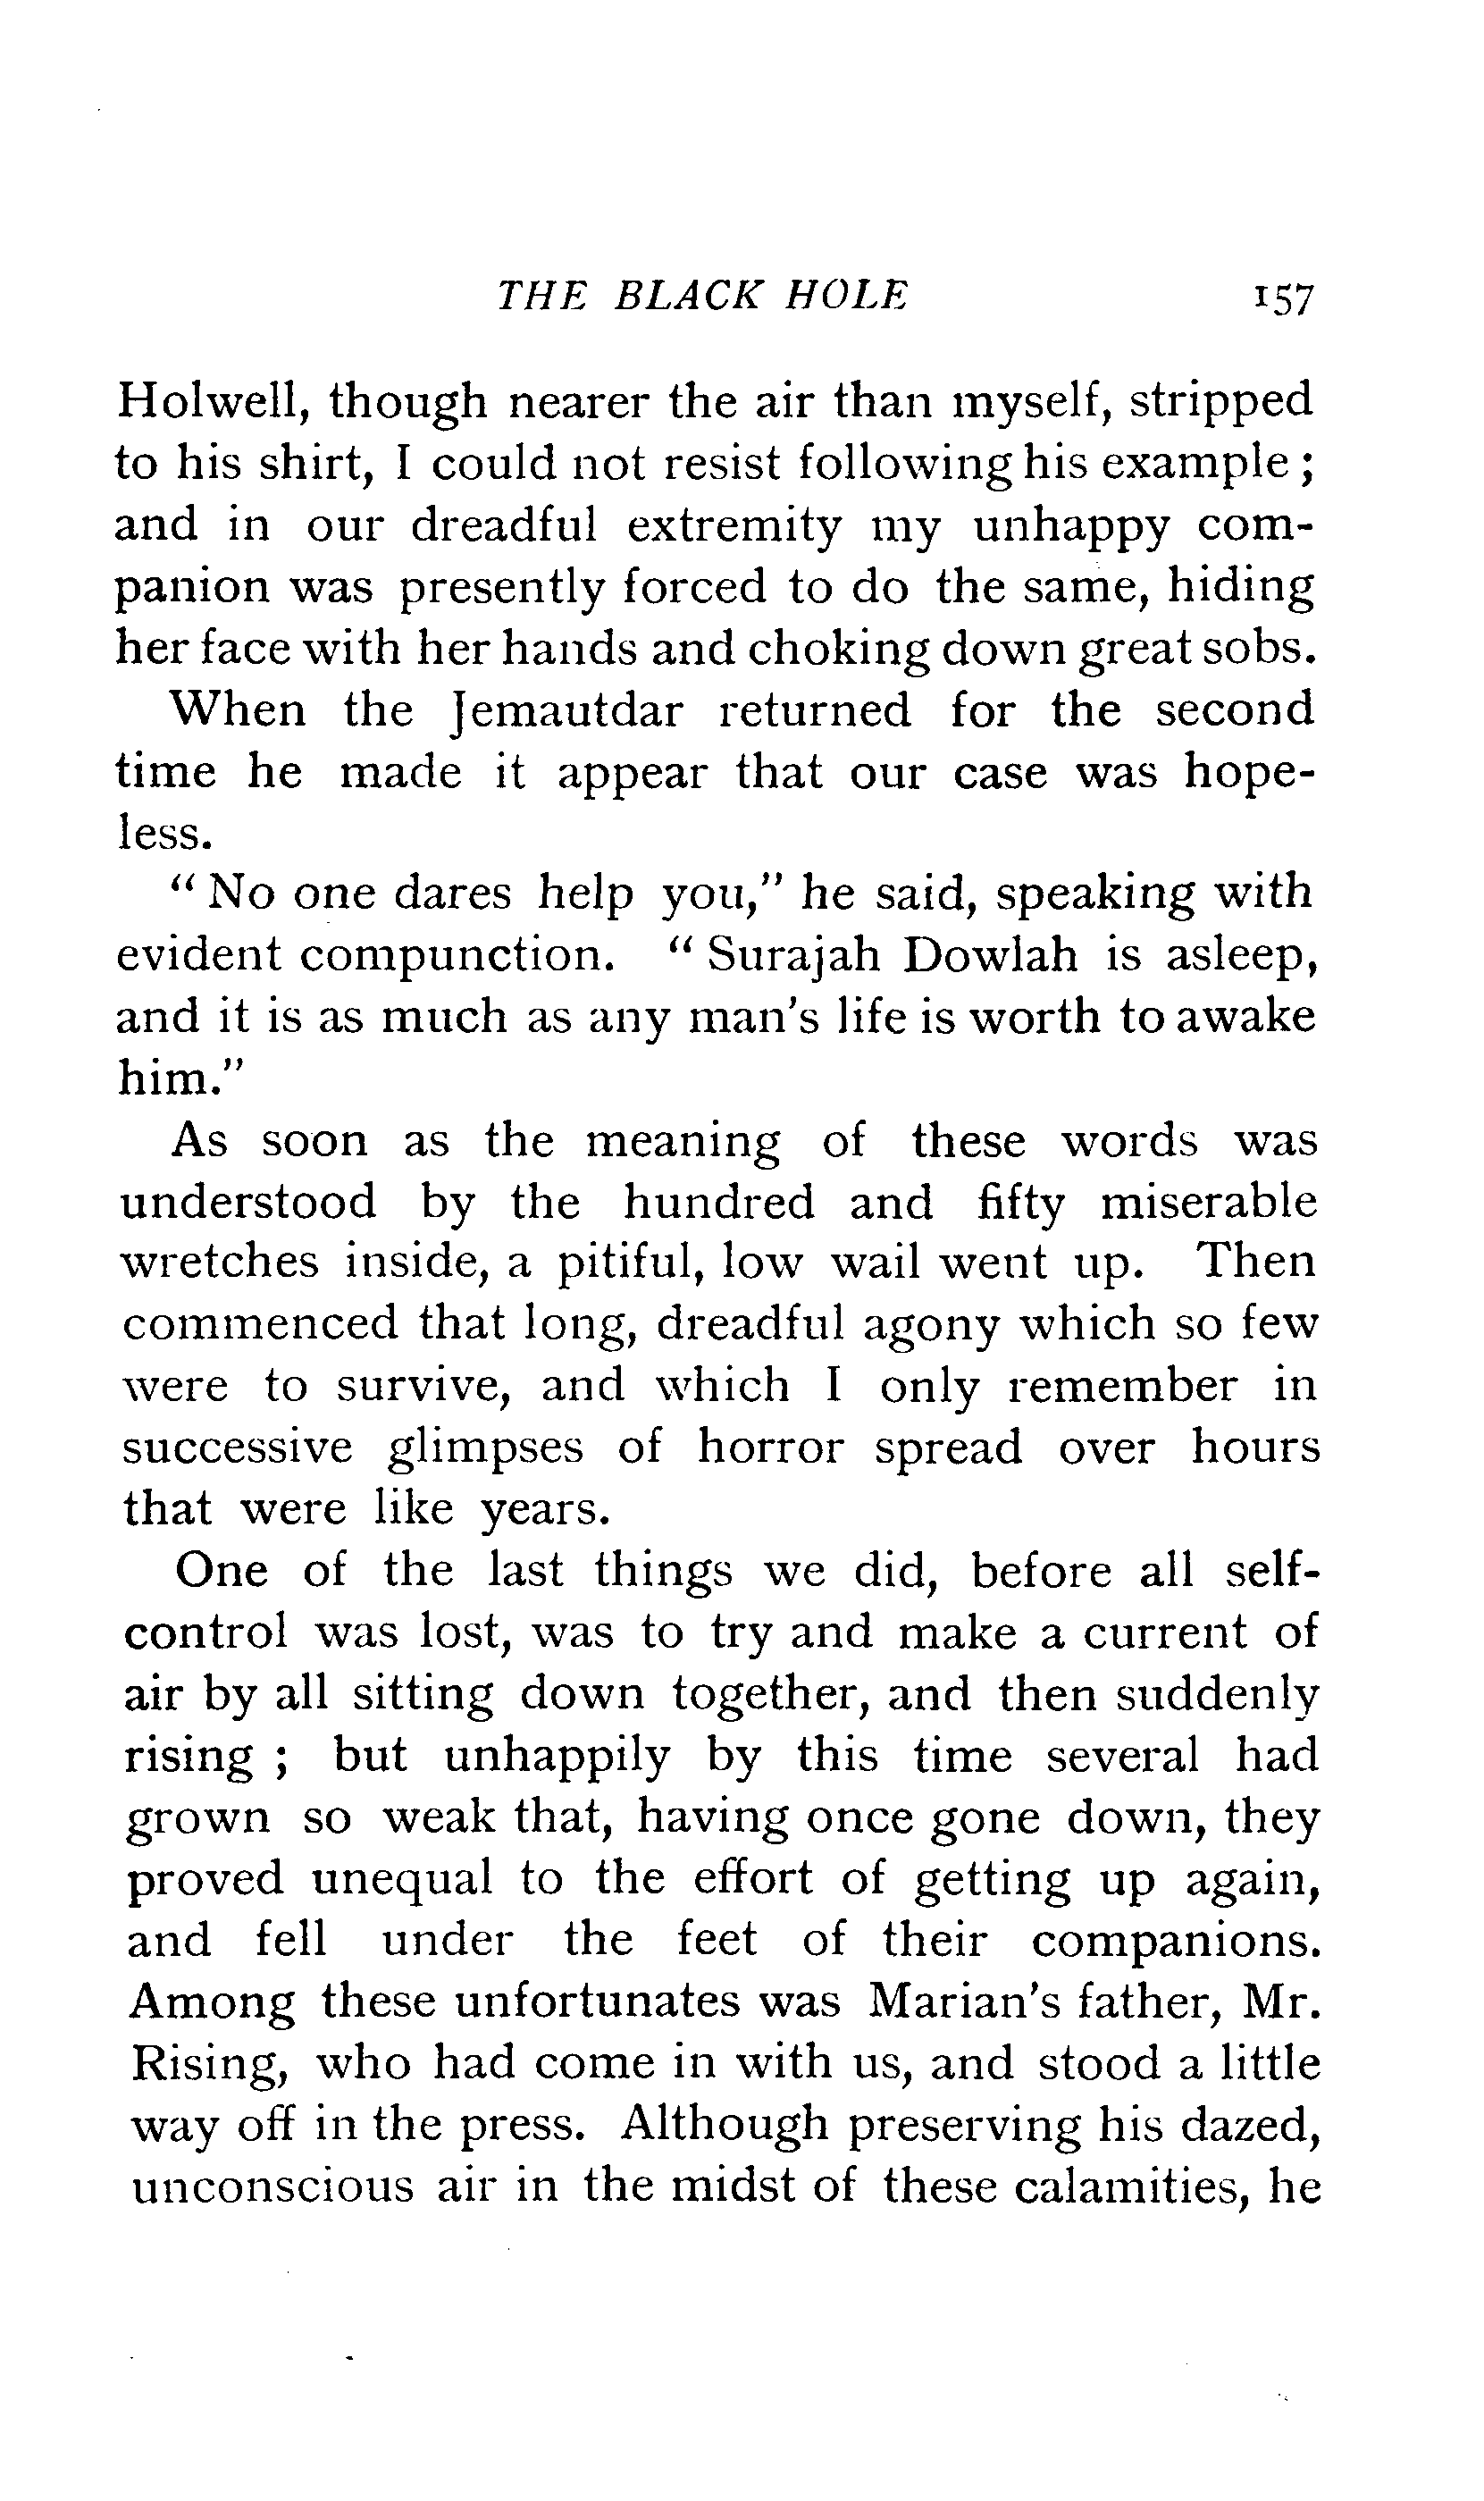 THE BLACK HOLE 157
Holwell, though nearer the air than myself, stripped
to his shirt, I could not resist following his example ;
and in our dreadful extremity my unhappy com-
panion was presently forced to do the same, hiding
her face with her hands and choking down great sobs.
When the Jemautdar returned for the second
time he made it appear that our case was hope-
less.
“ No one dares help you,” he said, speaking with
evident compunction. “ Surajah Dowlah is asleep,
and it is as much as any man's life is worth to awake
him.”
As soon as the meaning of these words was
understood by the hundred and fifty miserable
wretches inside, a pitiful, low wail went up. Then
commenced that long, dreadful agony which so few
were to survive, and which I only remember in
successive glimpses of horror spread over hours
that were like years.
One of the last things we did, before all self-
control was lost, was to try and make a current of
air by all sitting down together, and then suddenly
rising ; but unhappily by this time several had
grown so weak that, having once gone down, they
proved unequal to the effort of getting up again,
and fell under the feet of their companions.
Among these unfortunates was Marian's father, Mr.
Rising, who had come in with us, and stood a little
way off in the press. Although preserving his dazed,
unconscious air in the midst of these calamities, he